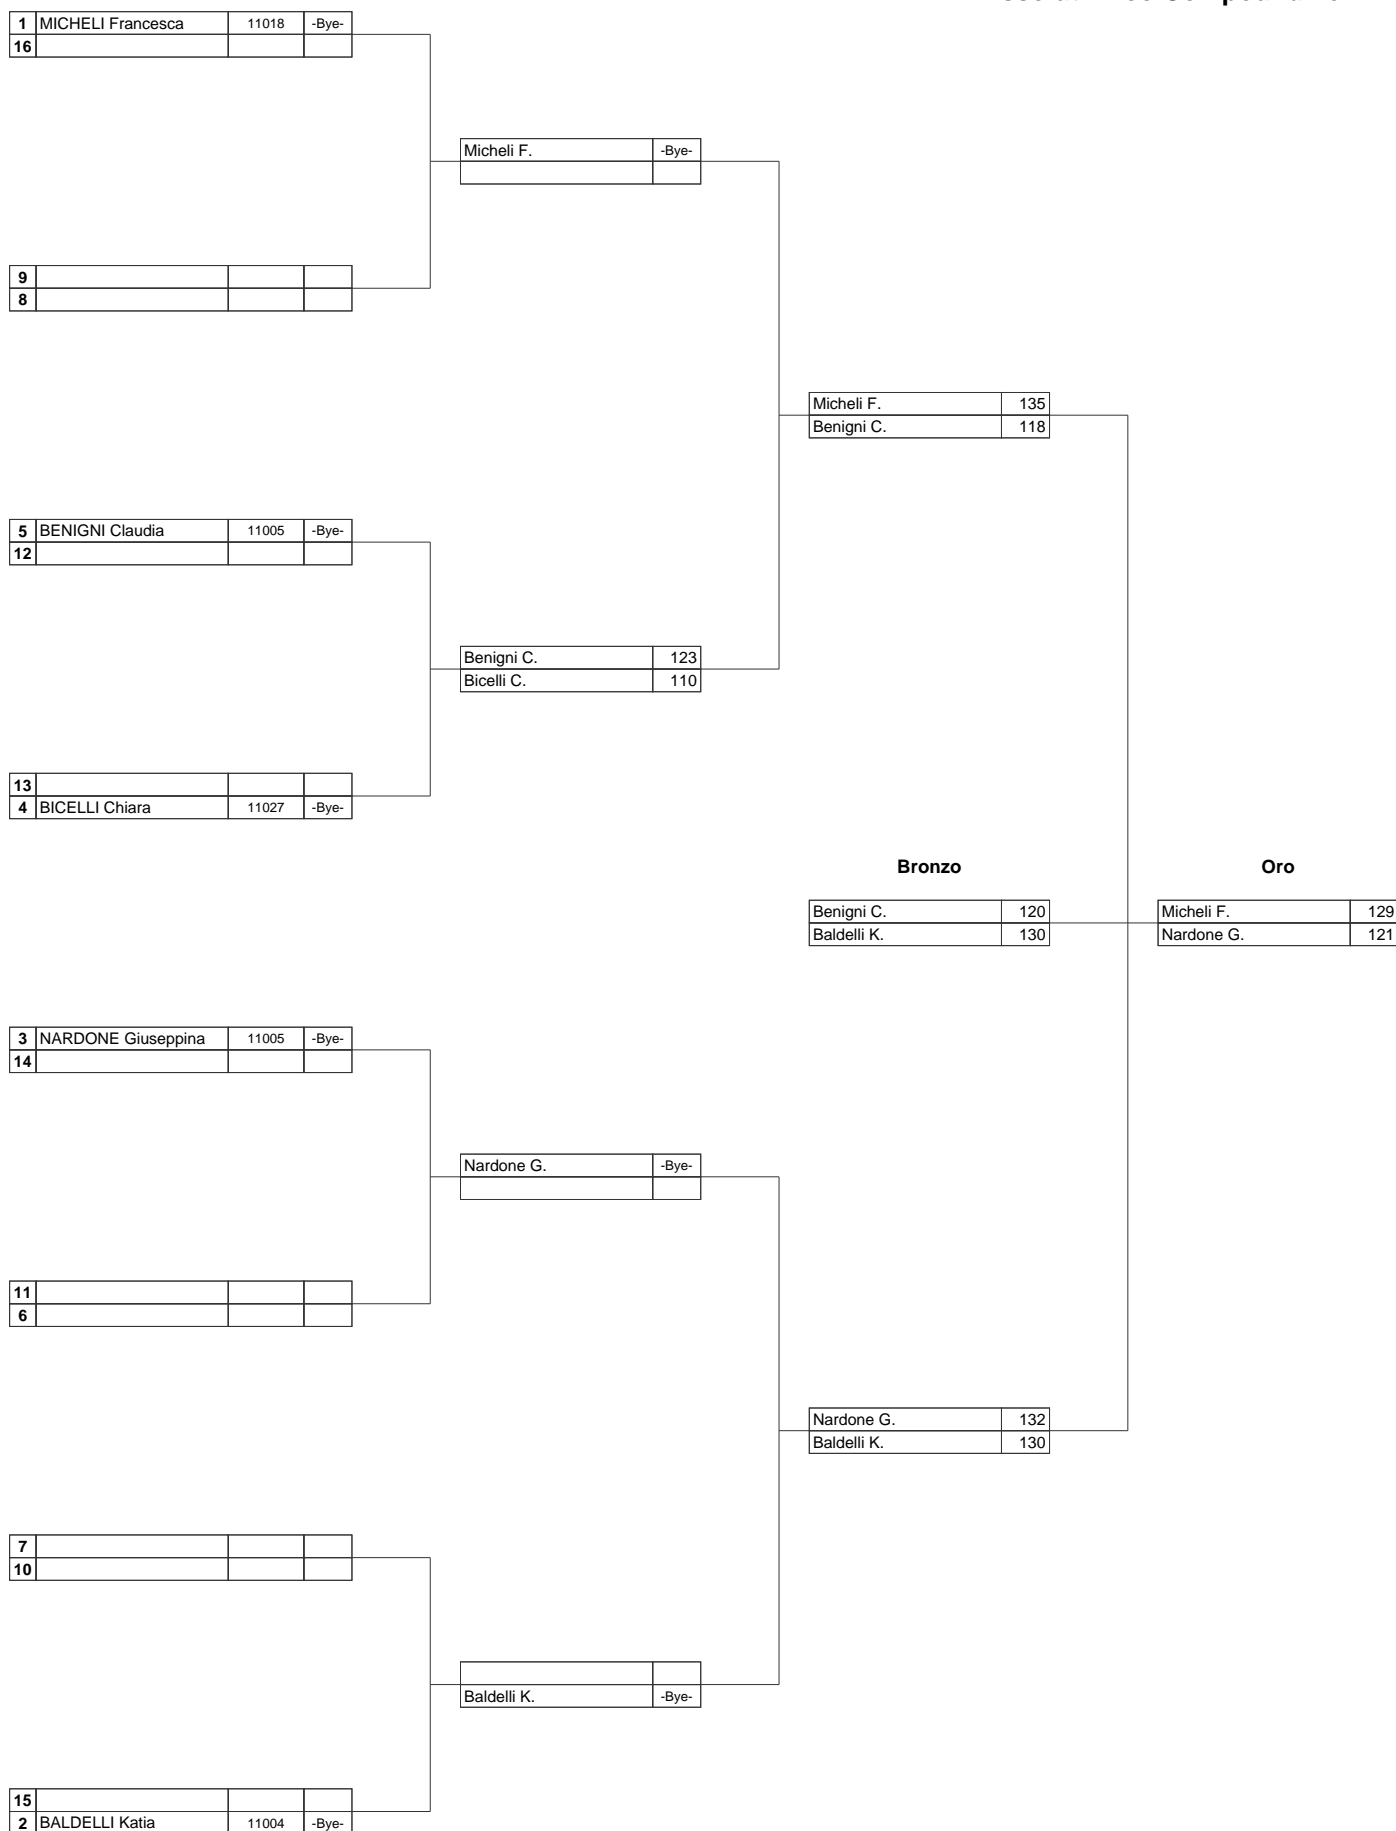 1 MICHELI Francesca 11018 -Bye-
16
Micheli F. -Bye-
9
8
Micheli F. 135
Benigni C. 118
5 BENIGNI Claudia 11005 -Bye-
12
Benigni C. 123
Bicelli C. 110
13
4 BICELLI Chiara 11027 -Bye-
Bronzo Oro
Benigni C. 120 Micheli F. 129
Baldelli K. 130 Nardone G. 121
3 NARDONE Giuseppina 11005 -Bye-
14
Nardone G. -Bye-
11
6
Nardone G. 132
Baldelli K. 130
7
10
Baldelli K. -Bye-
15
2 BALDELLI Katia 11004 -Bye-